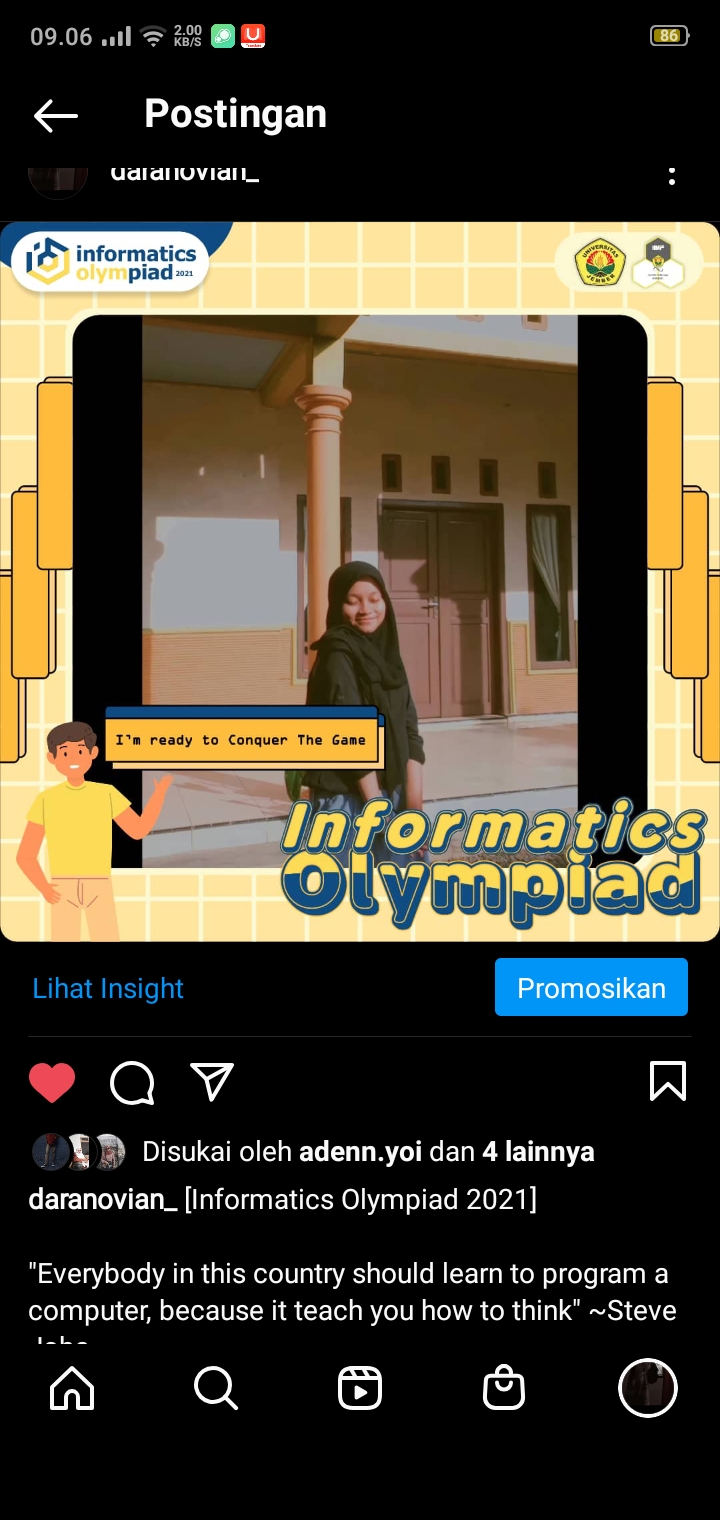 09.06
2.00
KB/S
86
Postingan
daranovian_
informatics
olympiad 2021
UNIVERSITAS
JEMBER
I'm ready to Conquer The Game
Informatics
Olympiad
Lihat Insight
Promosikan
Disukai oleh adenn.yoi dan 4 lainnya
daranovian_ [Informatics Olympiad 2021]
"Everybody in this country should learn to program a
computer, because it teach you how to think" ~Steve